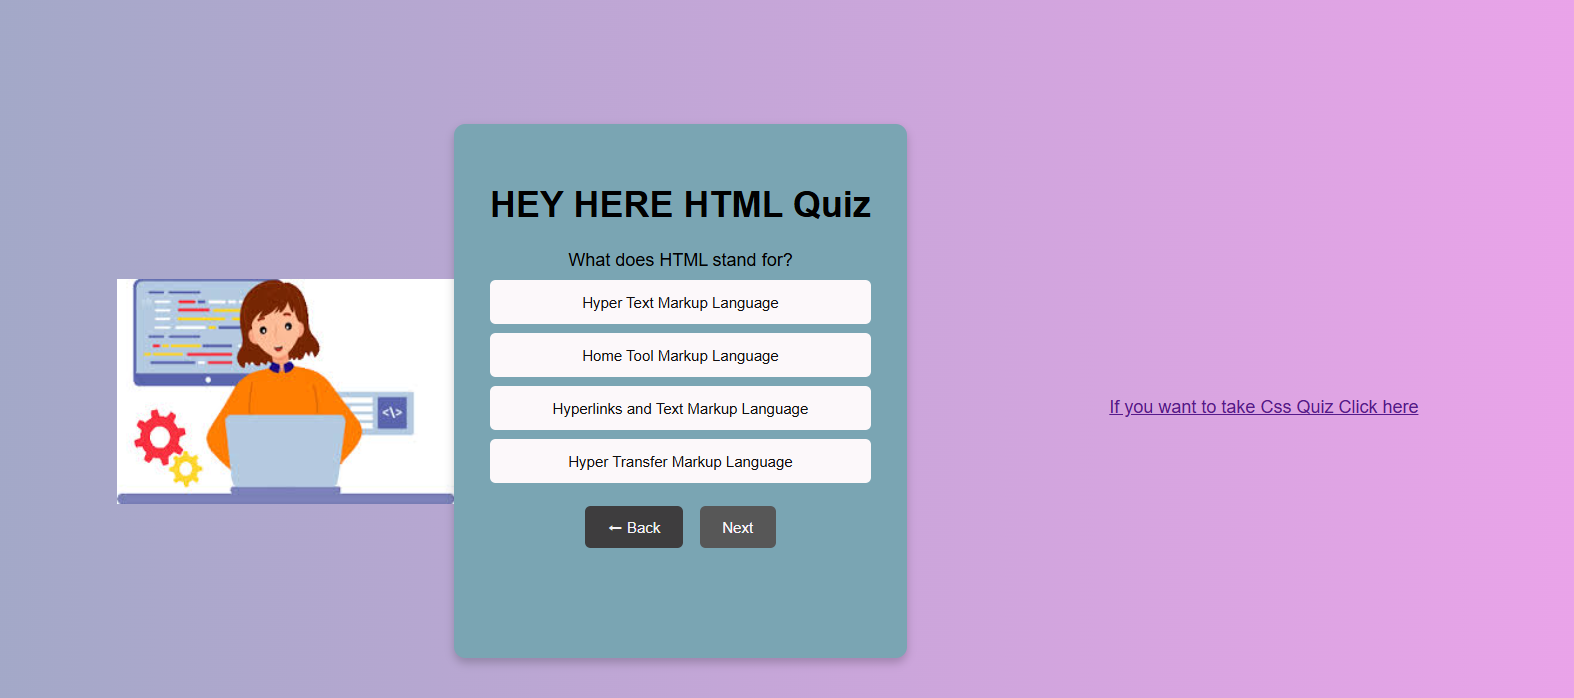 HEY HERE HTML Quiz
What does HTML stand for?
Hyper Text Markup Language
Home Tool Markup Language
Hyperlinks and Text Markup Language
Hyper Transfer Markup Language
← Back
Next
</>
If you want to take Css Quiz Click here